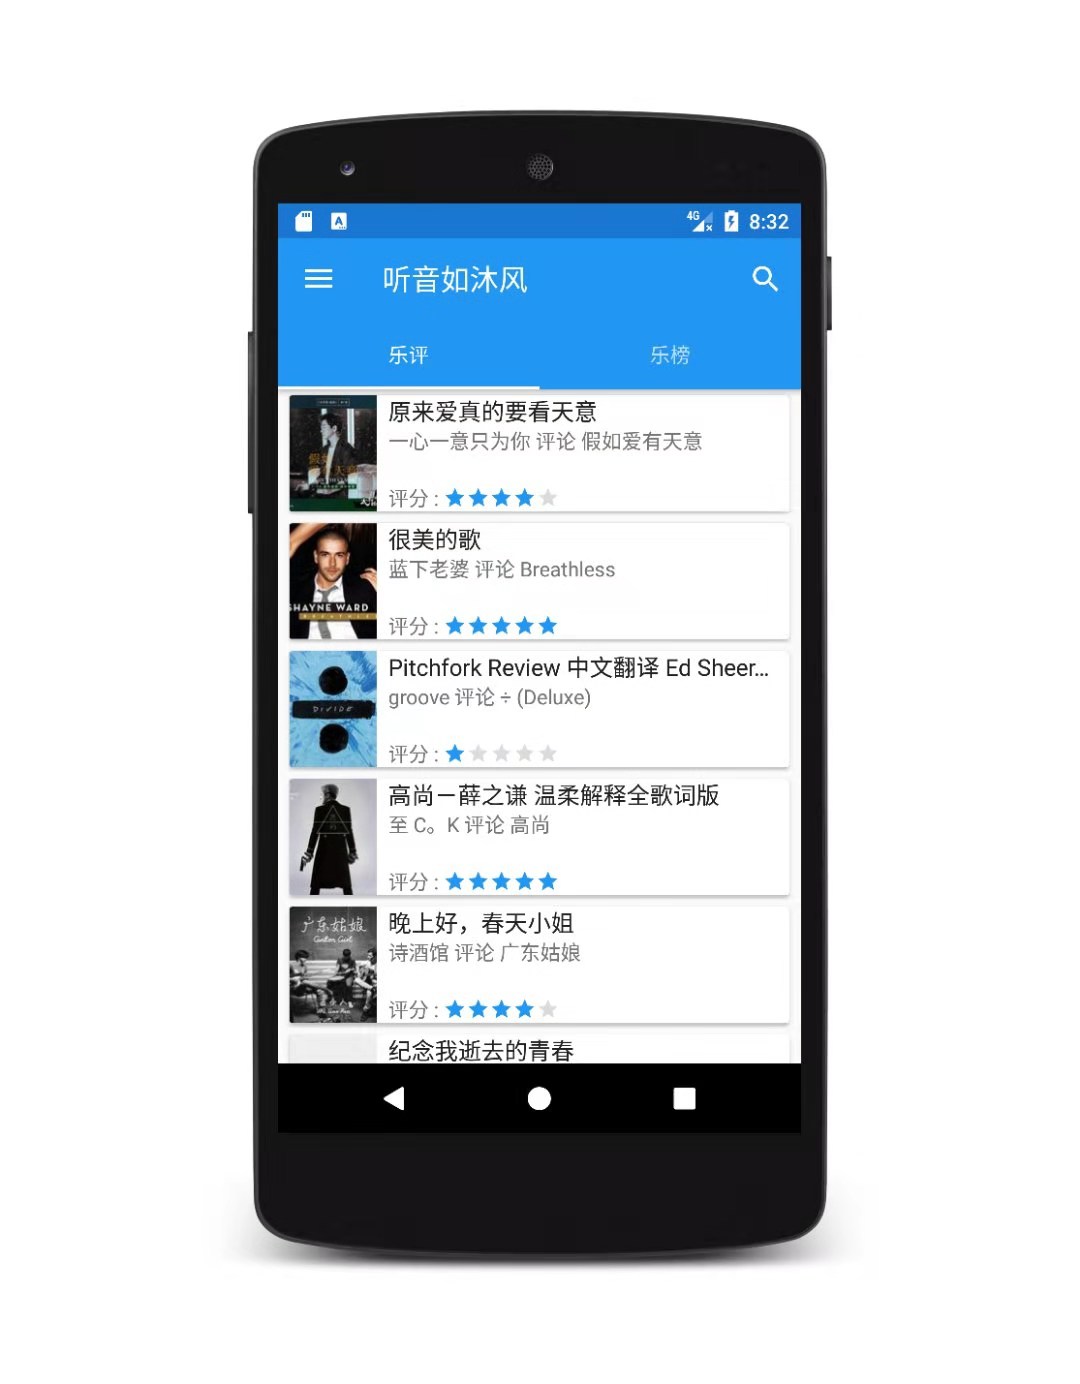 4G 8:32
听音如沐风
乐评 乐榜
原来爱真的要看天意
一心一意只为你 评论 假如爱有天意
评分 :
很美的歌
蓝下老婆 评论 Breathless
SHAYNE WARD
BREATHLESS
评分 :
Pitchfork Review 中文翻译 Ed Sheer...
groove 评论 ÷ (Deluxe)
DIVIDE
评分 :
高尚－薛之谦 温柔解释全歌词版
至 C。K 评论 高尚
评分 :
晚上好，春天小姐
诗酒馆 评论 广东姑娘
广东姑娘
评分 :
纪念我逝去的青春